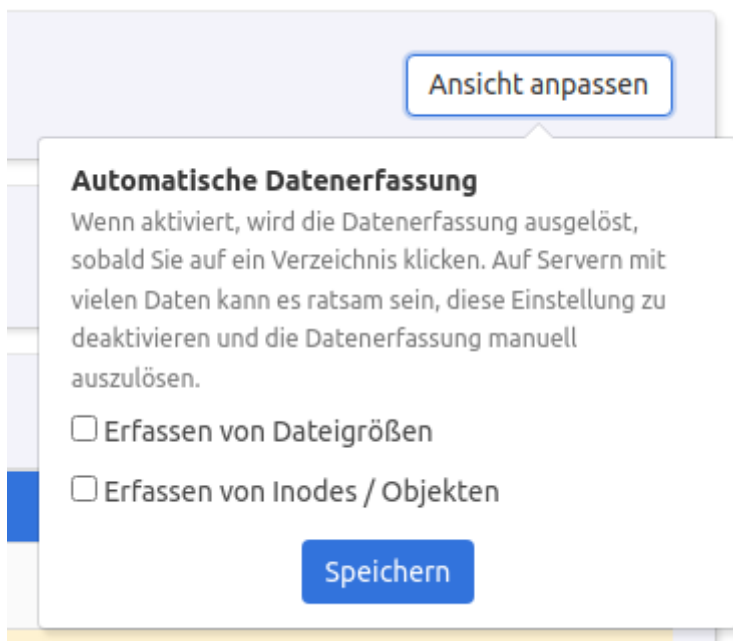 Ansicht anpassen
Automatische Datenerfassung
Wenn aktiviert, wird die Datenerfassung ausgelöst,
sobald Sie auf ein Verzeichnis klicken. Auf Servern mit
vielen Daten kann es ratsam sein, diese Einstellung zu
deaktivieren und die Datenerfassung manuell
auszulösen.
Erfassen von Dateigrößen
Erfassen von Inodes / Objekten
Speichern